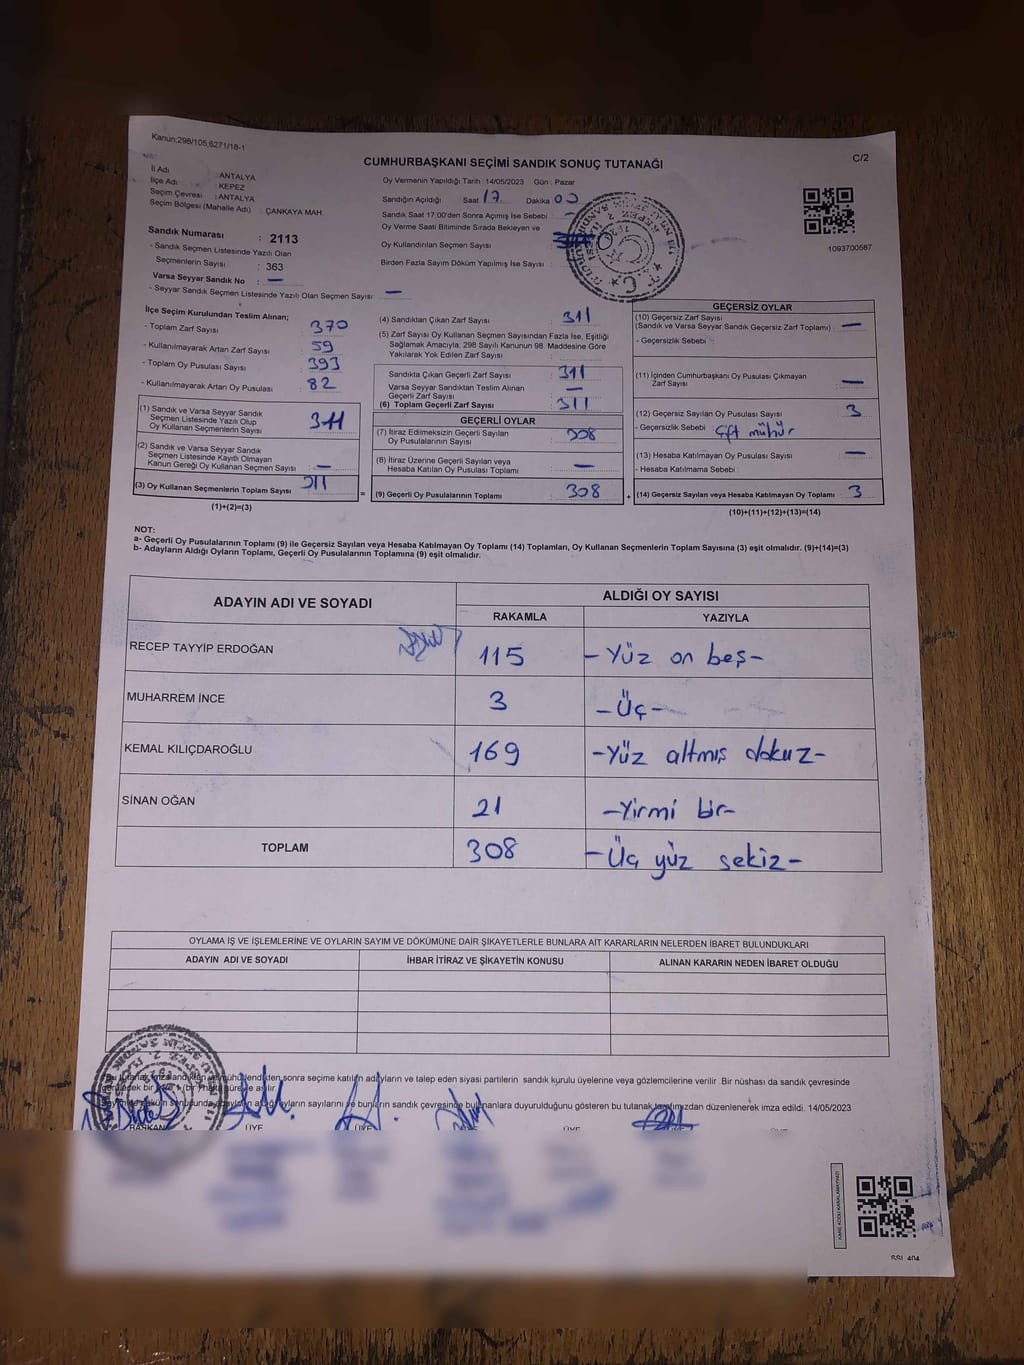 Kanun:298/105,6271/18-1
CUMHURBAŞKANI SEÇİMİ SANDIK SONUÇ TUTANAĞI
C/2
İl Adı : ANTALYA
İlçe Adı : KEPEZ
Seçim Çevresi : ANTALYA
Seçim Bölgesi (Mahalle Adı) : ÇANKAYA MAH.
Sandık Numarası : 2113
- Sandık Seçmen Listesinde Yazılı Olan
Seçmenlerin Sayısı : 363
Varsa Seyyar Sandık No : —
- Seyyar Sandık Seçmen Listesinde Yazılı Olan Seçmen Sayısı: —
Oy Vermenin Yapıldığı Tarih : 14/05/2023 Gün : Pazar
Sandığın Açıldığı Saat 17 Dakika 00
Sandık Saat 17:00'den Sonra Açımış İse Sebebi : —
Oy Verme Saati Bitiminde Sırada Bekleyen ve
Oy Kullandırılan Seçmen Sayısı
Birden Fazla Sayım Döküm Yapılmış İse Sayısı :
1093700587
İlçe Seçim Kurulundan Teslim Alınan;
- Toplam Zarf Sayısı : 370
- Kullanılmayarak Artan Zarf Sayısı : 59
- Toplam Oy Pusulası Sayısı : 393
- Kullanılmayarak Artan Oy Pusulası : 82
(1) Sandık ve Varsa Seyyar Sandık
Seçmen Listesinde Yazılı Olup
Oy Kullanan Seçmenlerin Sayısı : 311
(2) Sandık ve Varsa Seyyar Sandık
Seçmen Listesinde Kayıtlı Olmayan
Kanun Gereği Oy Kullanan Seçmen Sayısı : —
(3) Oy Kullanan Seçmenlerin Toplam Sayısı : 311
(1)+(2)=(3)
(4) Sandıktan Çıkan Zarf Sayısı : 311
(5) Zarf Sayısı Oy Kullanan Seçmen Sayısından Fazla İse, Eşitliği
Sağlamak Amacıyla; 298 Sayılı Kanunun 98. Maddesine Göre
Yakılarak Yok Edilen Zarf Sayısı :
Sandıkta Çıkan Geçerli Zarf Sayısı : 311
Varsa Seyyar Sandıktan Teslim Alınan
Geçerli Zarf Sayısı : —
(6) Toplam Geçerli Zarf Sayısı : 311
GEÇERLİ OYLAR
(7) İtiraz Edilmeksizin Geçerli Sayılan
Oy Pusulalarının Sayısı : 308
(8) İtiraz Üzerine Geçerli Sayılan veya
Hesaba Katılan Oy Pusulası Toplamı : —
= (9) Geçerli Oy Pusulalarının Toplamı : 308
GEÇERSİZ OYLAR
(10) Geçersiz Zarf Sayısı
(Sandık ve Varsa Seyyar Sandık Geçersiz Zarf Toplamı) : —
- Geçersizlik Sebebi :
(11) İçinden Cumhurbaşkanı Oy Pusulası Çıkmayan
Zarf Sayısı : —
(12) Geçersiz Sayılan Oy Pusulası Sayısı : 3
- Geçersizlik Sebebi : Çift mühür
(13) Hesaba Katılmayan Oy Pusulası Sayısı : —
- Hesaba Katılmama Sebebi :
+ (14) Geçersiz Sayılan veya Hesaba Katılmayan Oy Toplamı : 3
(10)+(11)+(12)+(13)=(14)
NOT:
a- Geçerli Oy Pusulalarının Toplamı (9) ile Geçersiz Sayılan veya Hesaba Katılmayan Oy Toplamı (14) Toplamları, Oy Kullanan Seçmenlerin Toplam Sayısına (3) eşit olmalıdır. (9)+(14)=(3)
b- Adayların Aldığı Oyların Toplamı, Geçerli Oy Pusulalarının Toplamına (9) eşit olmalıdır.
ADAYIN ADI VE SOYADI
ALDIĞI OY SAYISI
RAKAMLA YAZIYLA
RECEP TAYYİP ERDOĞAN 115 - Yüz on beş -
MUHARREM İNCE 3 - Üç -
KEMAL KILIÇDAROĞLU 169 - Yüz altmış dokuz -
SİNAN OĞAN 21 - Yirmi bir -
TOPLAM 308 - Üç yüz sekiz -
OYLAMA İŞ VE İŞLEMLERİNE VE OYLARIN SAYIM VE DÖKÜMÜNE DAİR ŞİKAYETLERLE BUNLARA AİT KARARLARIN NELERDEN İBARET BULUNDUKLARI
ADAYIN ADI VE SOYADI İHBAR İTİRAZ VE ŞİKAYETİN KONUSU ALINAN KARARIN NEDEN İBARET OLDUĞU
sonra seçime katılan adayların ve talep eden siyasi partilerin sandık kurulu üyelerine veya gözlemcilerine verilir. Bir nüshası da sandık çevresinde
oyların sayılarını ve bunların sandık çevresinde bulunanlara duyurulduğunu gösteren bu tutanak tarafımızdan düzenlenerek imza edildi. 14/05/2023
BAŞKAN ÜYE ÜYE ÜYE ÜYE